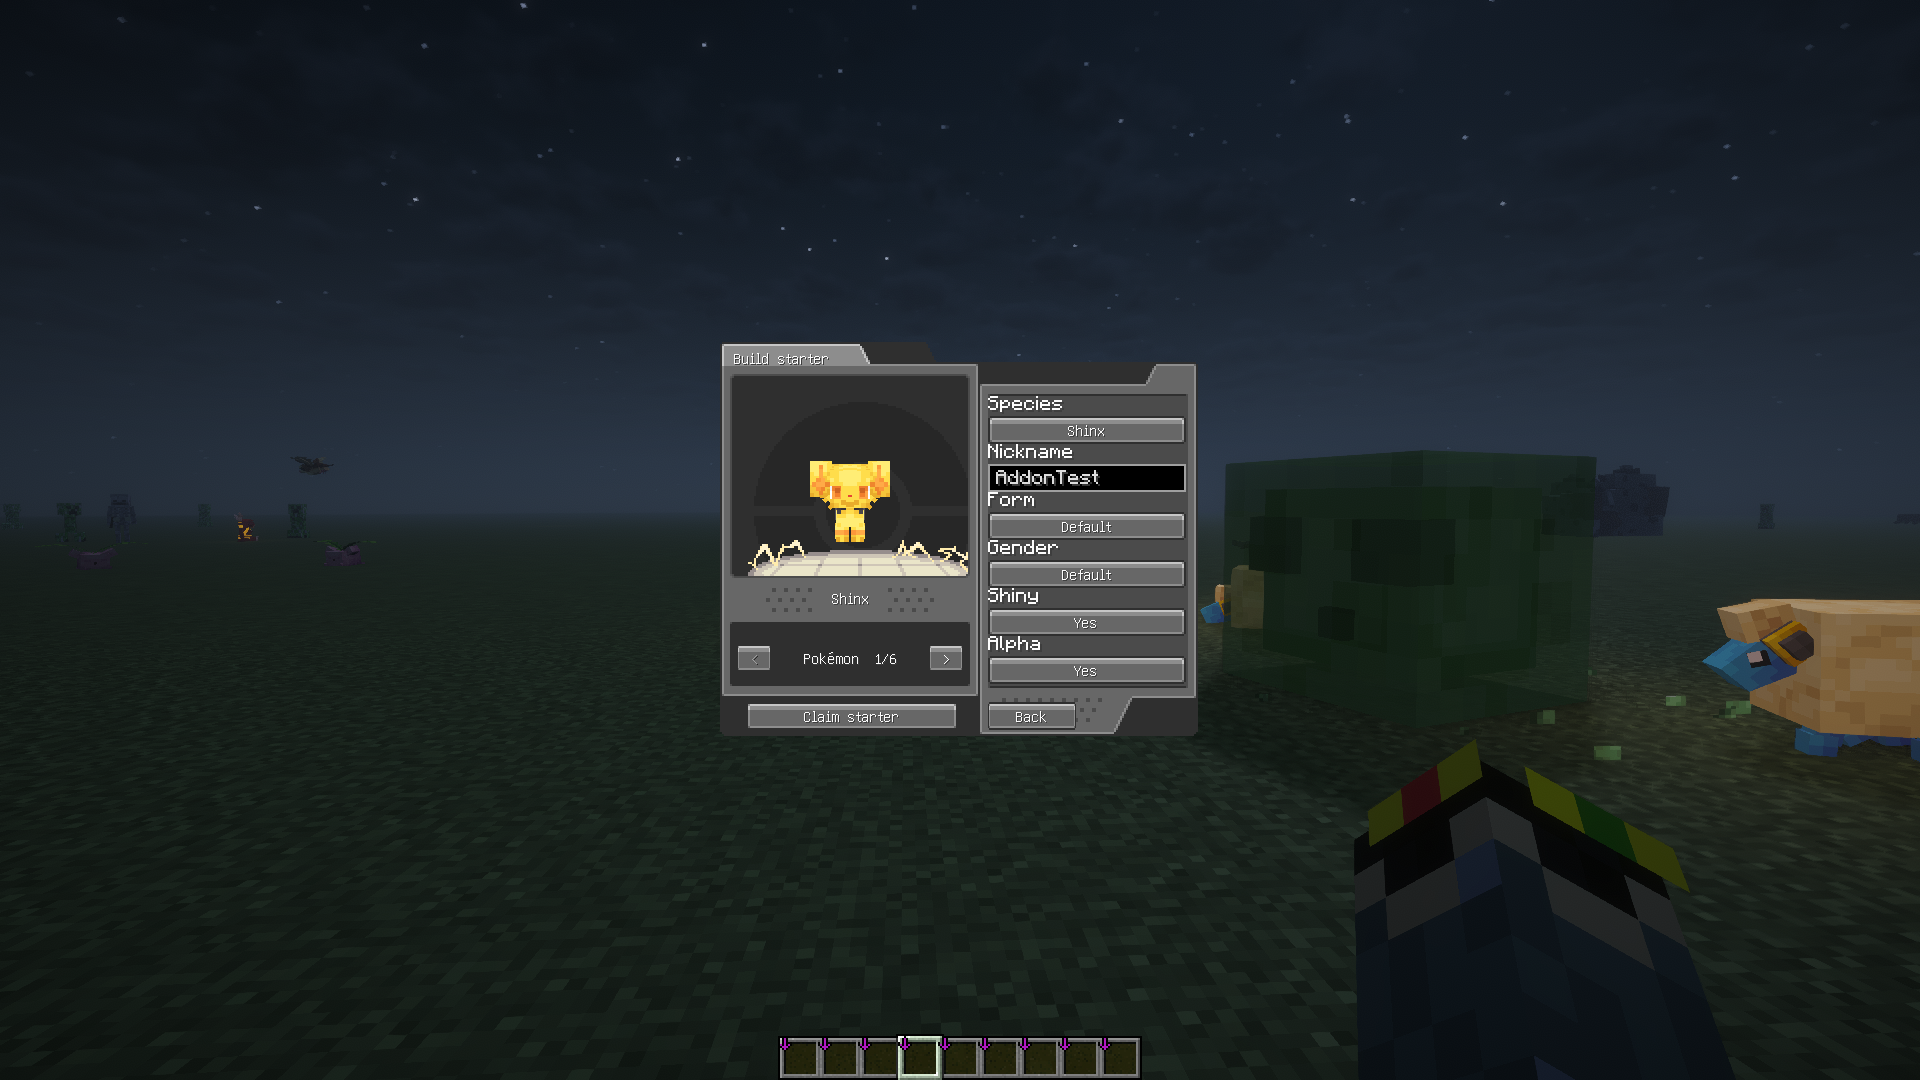 Build starter
Shinx
< Pokémon 1/6 >
Claim starter
Species
Shinx
Nickname
AddonTest
Form
Default
Gender
Default
Shiny
Yes
Alpha
Yes
Back